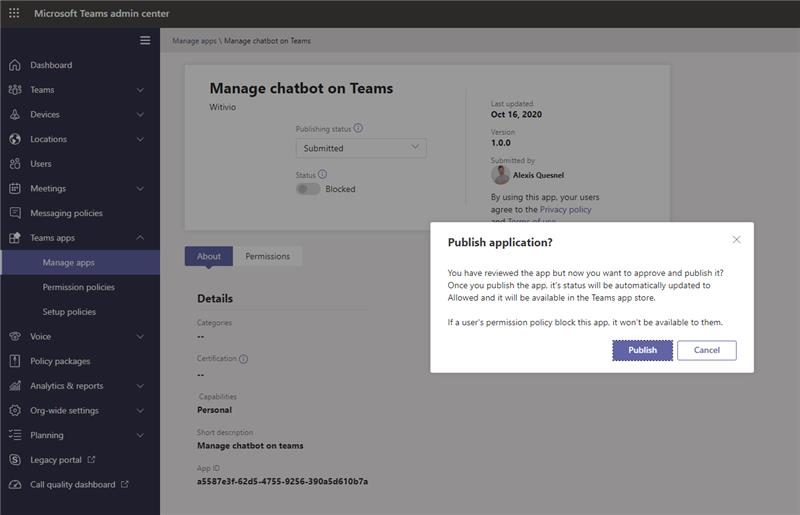 Microsoft Teams admin center
Dashboard
Teams
Devices
Locations
Users
Meetings
Messaging policies
Teams apps
Manage apps
Permission policies
Setup policies
Voice
Policy packages
Analytics & reports
Org-wide settings
Planning
Legacy portal
Call quality dashboard
Manage apps \ Manage chatbot on Teams
Manage chatbot on Teams
Witivio
Publishing status
Submitted
Status
Blocked
Last updated
Oct 16, 2020
Version
1.0.0
Submitted by
Alexis Quesnel
By using this app, your users
agree to the Privacy policy
and Terms of use
About
Permissions
Details
Categories
--
Certification
--
Capabilities
Personal
Short description
Manage chatbot on teams
App ID
a5587e3f-62d5-4755-9256-390a5d610b7a
Publish application?
You have reviewed the app but now you want to approve and publish it?
Once you publish the app, it's status will be automatically updated to
Allowed and it will be available in the Teams app store.
If a user's permission policy block this app, it won't be available to them.
Publish
Cancel